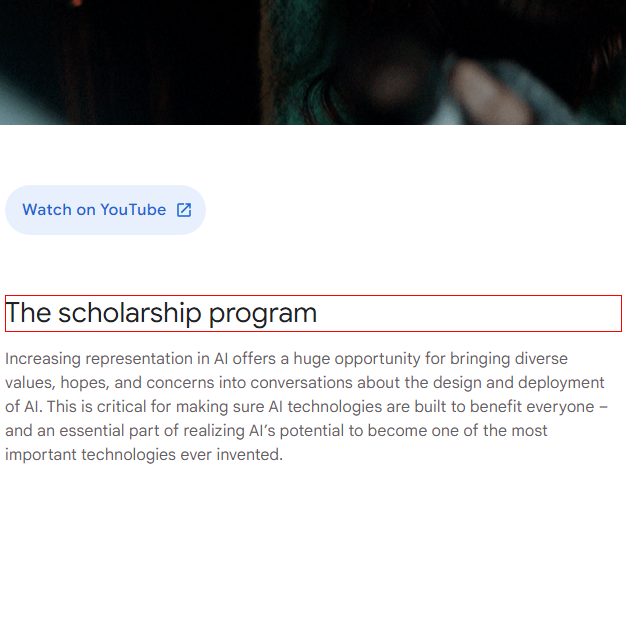 Watch on YouTube
The scholarship program
Increasing representation in AI offers a huge opportunity for bringing diverse
values, hopes, and concerns into conversations about the design and deployment
of AI. This is critical for making sure AI technologies are built to benefit everyone –
and an essential part of realizing AI’s potential to become one of the most
important technologies ever invented.